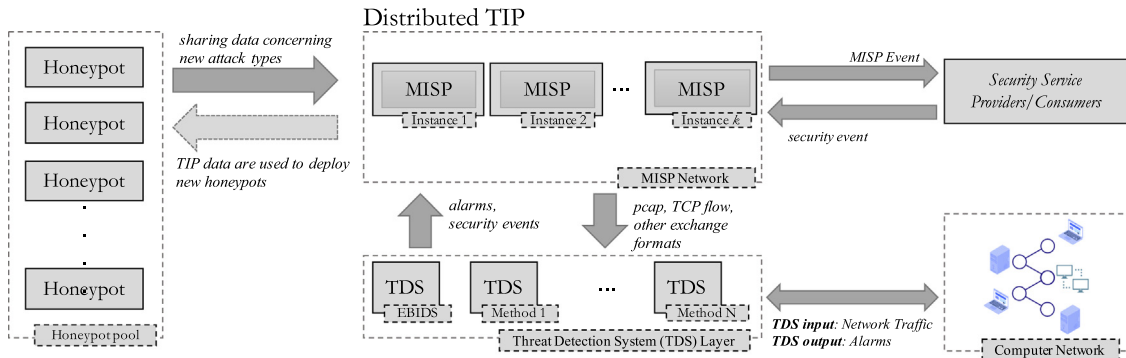 Distributed TIP
Honeypot
Honeypot
Honeypot
Honeypot
Honeypot pool
sharing data concerning
new attack types
TIP data are used to deploy
new honeypots
MISP
Instance 1
MISP
Instance 2
...
MISP
Instance k
MISP Network
MISP Event
security event
Security Service
Providers/Consumers
alarms,
security events
pcap, TCP flow,
other exchange
formats
TDS
EBIDS
TDS
Method 1
...
TDS
Method N
Threat Detection System (TDS) Layer
TDS input: Network Traffic
TDS output: Alarms
Computer Network